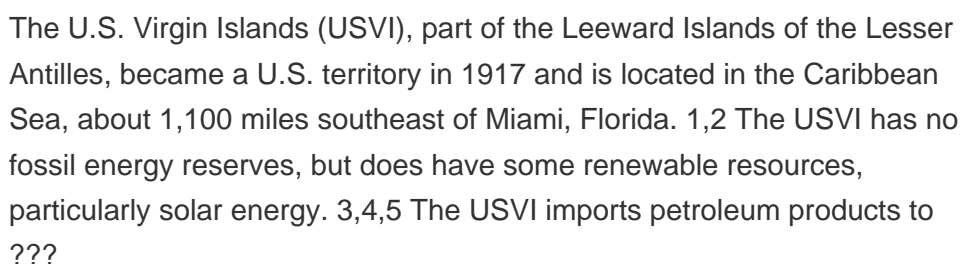 The U.S. Virgin Islands (USVI), part of the Leeward Islands of the Lesser
Antilles, became a U.S. territory in 1917 and is located in the Caribbean
Sea, about 1,100 miles southeast of Miami, Florida. 1,2 The USVI has no
fossil energy reserves, but does have some renewable resources,
particularly solar energy. 3,4,5 The USVI imports petroleum products to
???